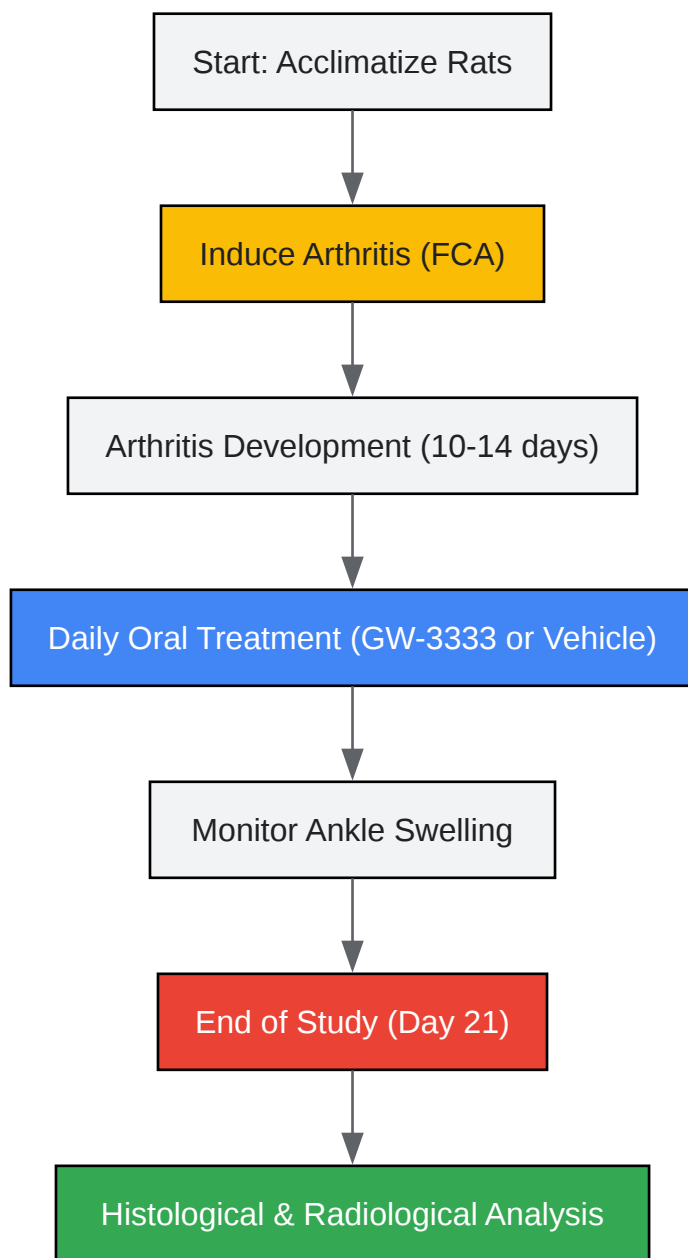 Start: Acclimatize Rats
Induce Arthritis (FCA)
Arthritis Development (10-14 days)
Daily Oral Treatment (GW-3333 or Vehicle)
Monitor Ankle Swelling
End of Study (Day 21)
Histological & Radiological Analysis